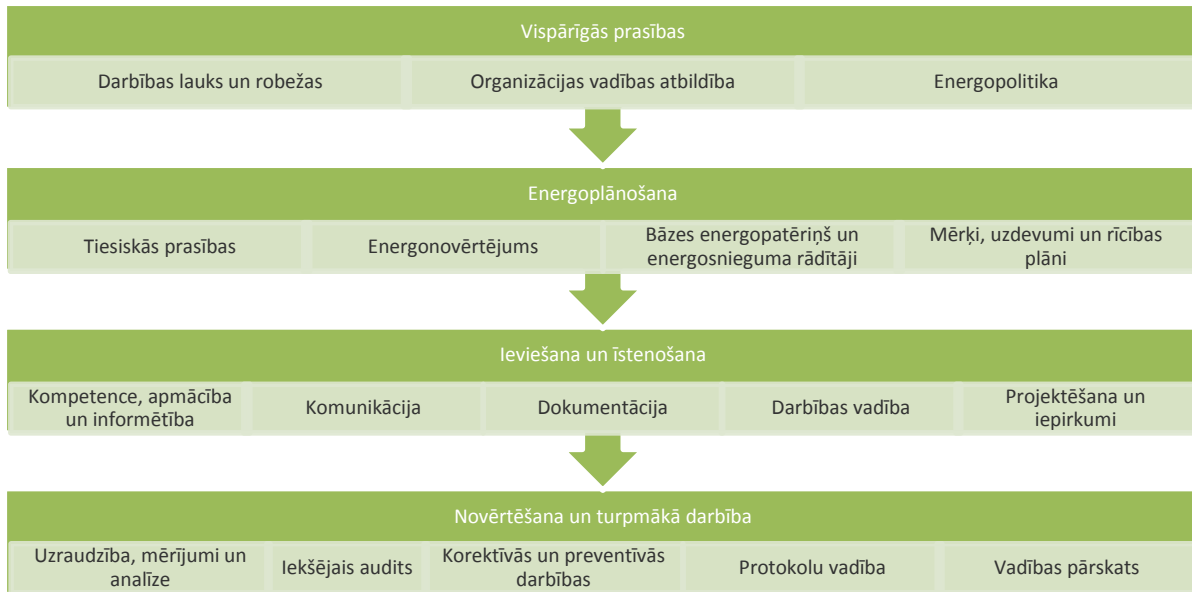 Vispārīgās prasības
Darbības lauks un robežas
Organizācijas vadības atbildība
Energopolitika
Energoplānošana
Tiesiskās prasības
Energonovērtējums
Bāzes energopatēriņš un
energosnieguma rādītāji
Mērķi, uzdevumi un rīcības
plāni
Ieviešana un īstenošana
Kompetence, apmācība
un informētība
Komunikācija
Dokumentācija
Darbības vadība
Projektēšana un
iepirkumi
Novērtēšana un turpmākā darbība
Uzraudzība, mērījumi un
analīze
Iekšējais audits
Korektīvās un preventīvās
darbības
Protokolu vadība
Vadības pārskats